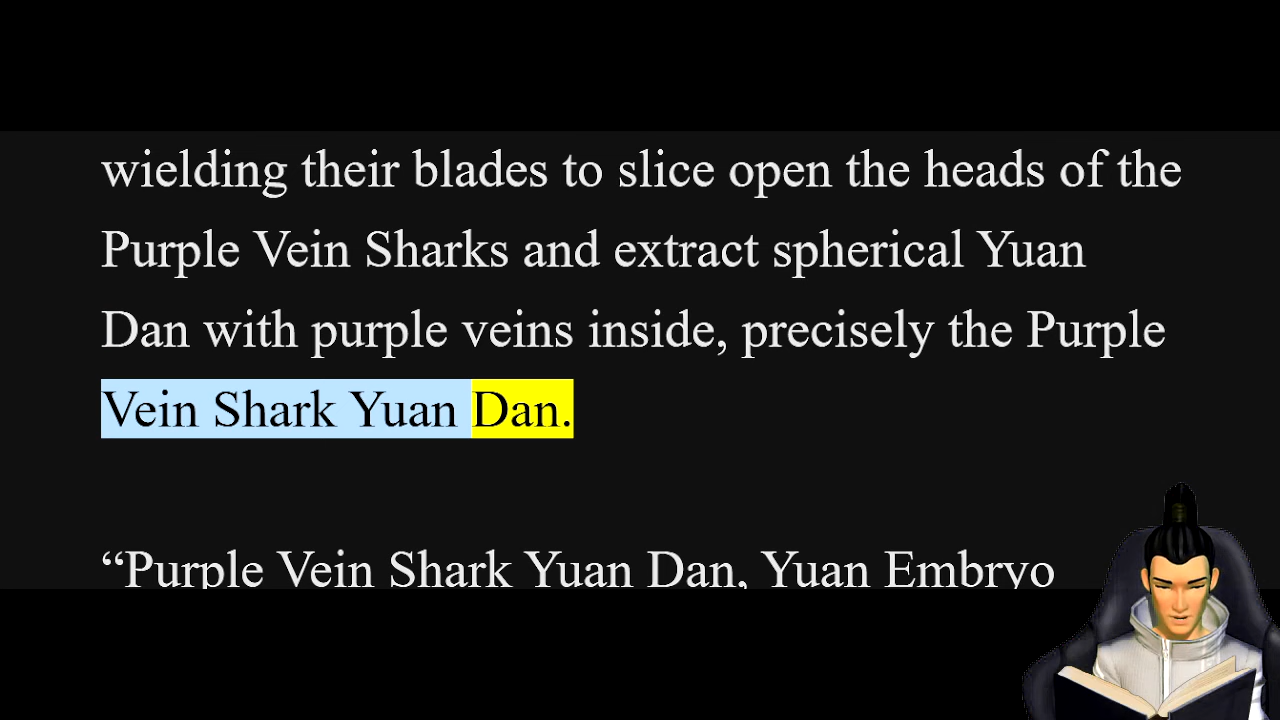 wielding their blades to slice open the heads of the
Purple Vein Sharks and extract spherical Yuan
Dan with purple veins inside, precisely the Purple
Vein Shark Yuan Dan.
“Purple Vein Shark Yuan Dan, Yuan Embryo